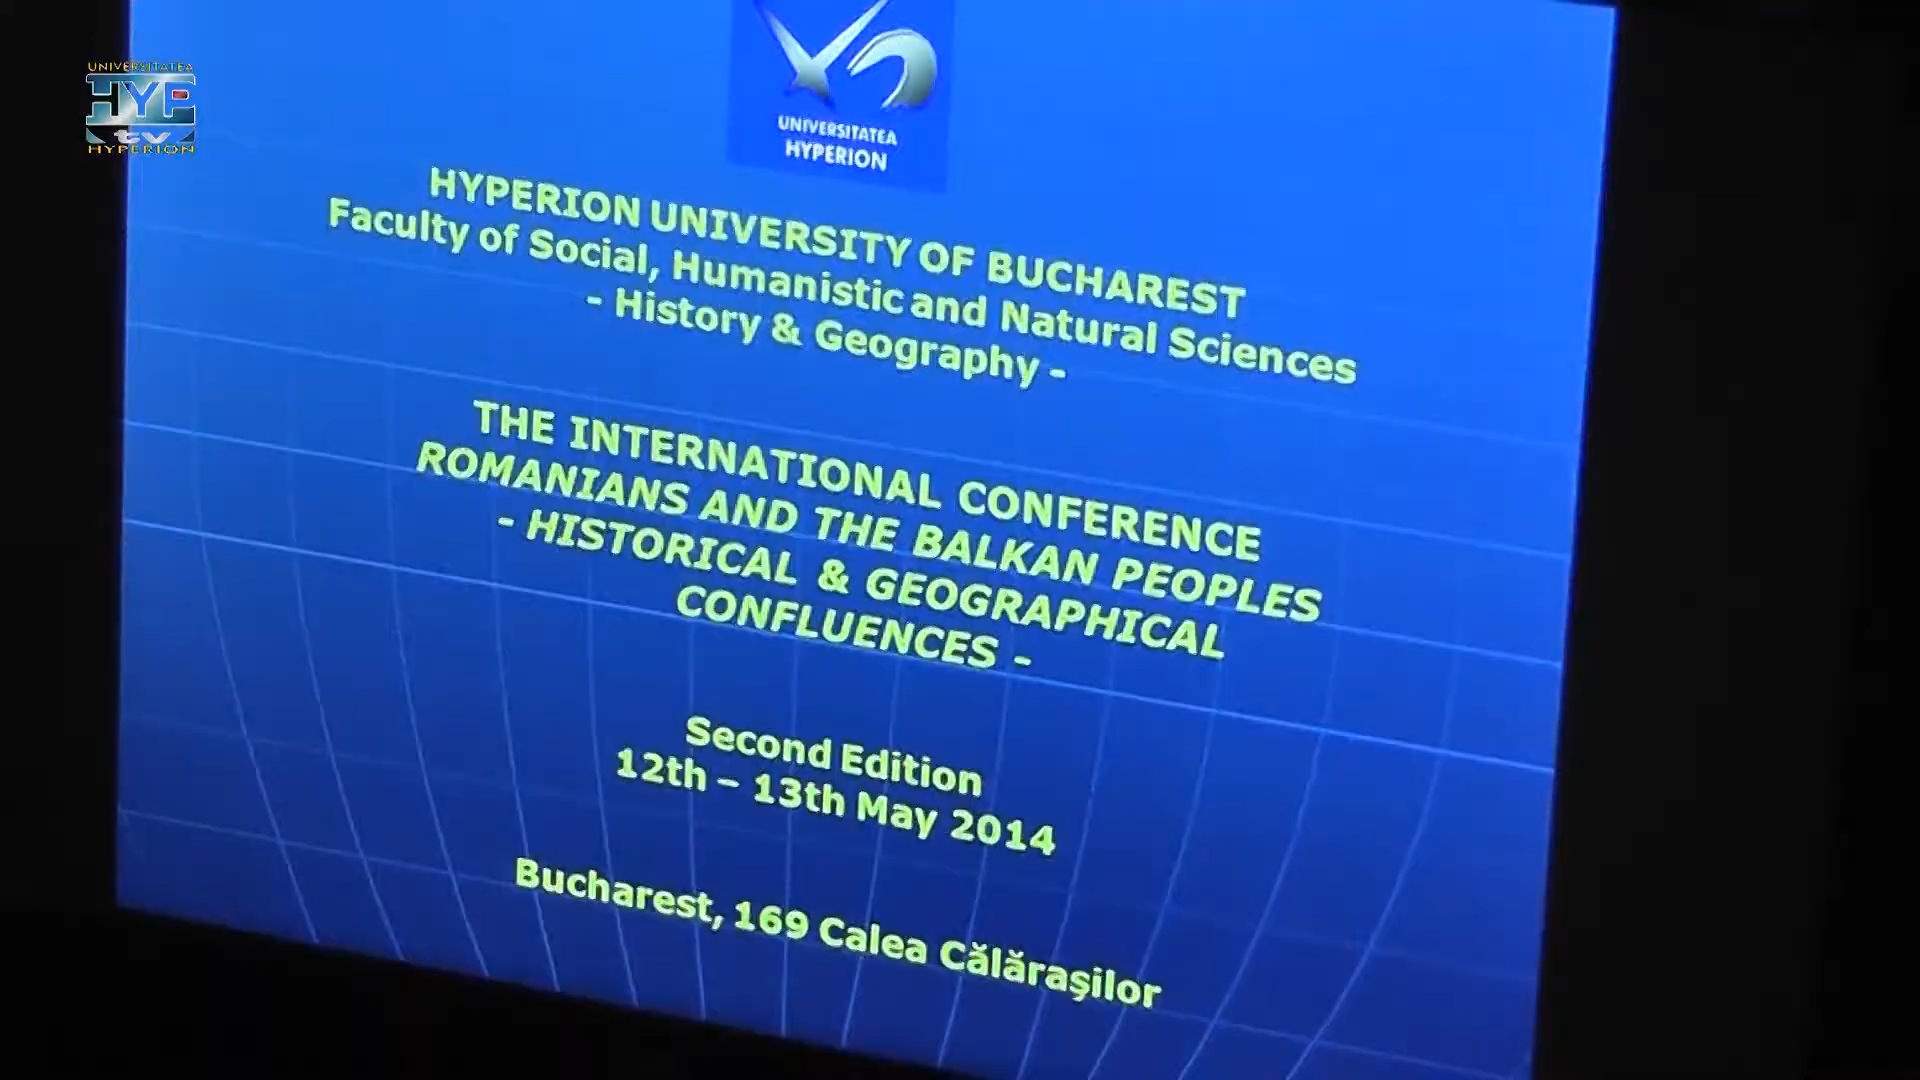 UNIVERSITATEA
HYP
tv
HYPERION
UNIVERSITATEA
HYPERION
HYPERION UNIVERSITY OF BUCHAREST
Faculty of Social, Humanistic and Natural Sciences
- History & Geography -
THE INTERNATIONAL CONFERENCE
ROMANIANS AND THE BALKAN PEOPLES
- HISTORICAL & GEOGRAPHICAL
CONFLUENCES -
Second Edition
12th – 13th May 2014
Bucharest, 169 Calea Călăraşilor